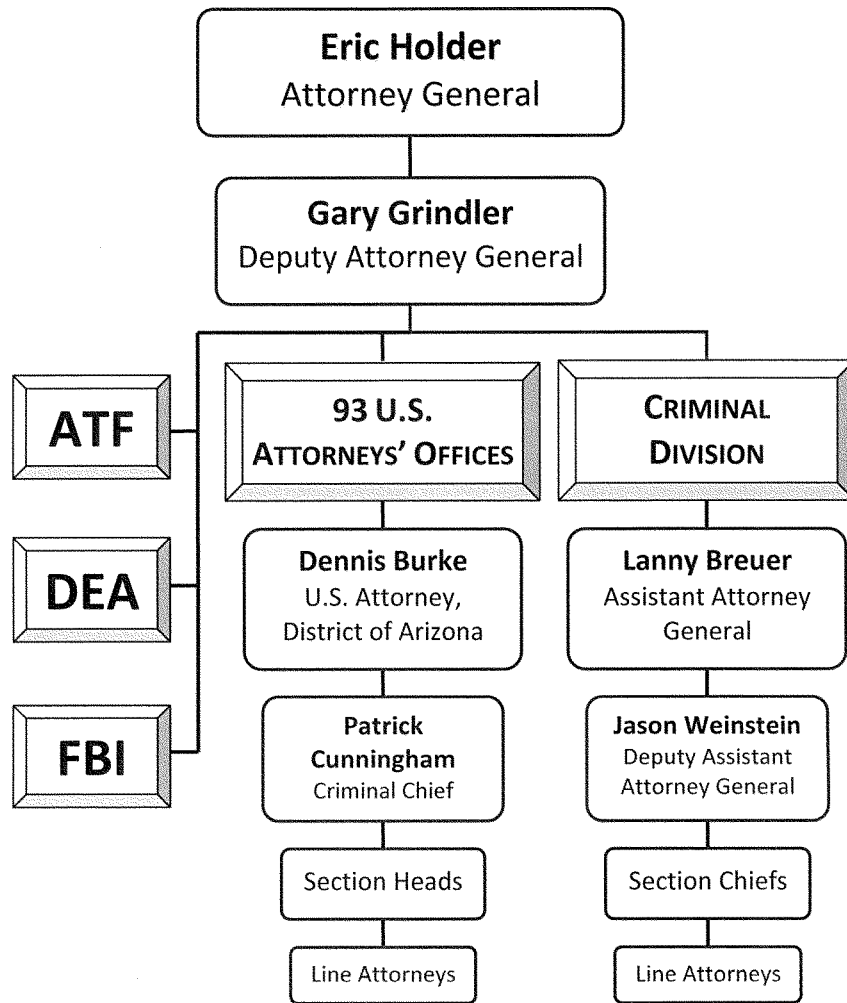 Eric Holder
Attorney General
Gary Grindler
Deputy Attorney General
ATF
DEA
FBI
93 U.S.
ATTORNEYS' OFFICES
Dennis Burke
U.S. Attorney,
District of Arizona
Patrick
Cunningham
Criminal Chief
Section Heads
Line Attorneys
CRIMINAL
DIVISION
Lanny Breuer
Assistant Attorney
General
Jason Weinstein
Deputy Assistant
Attorney General
Section Chiefs
Line Attorneys